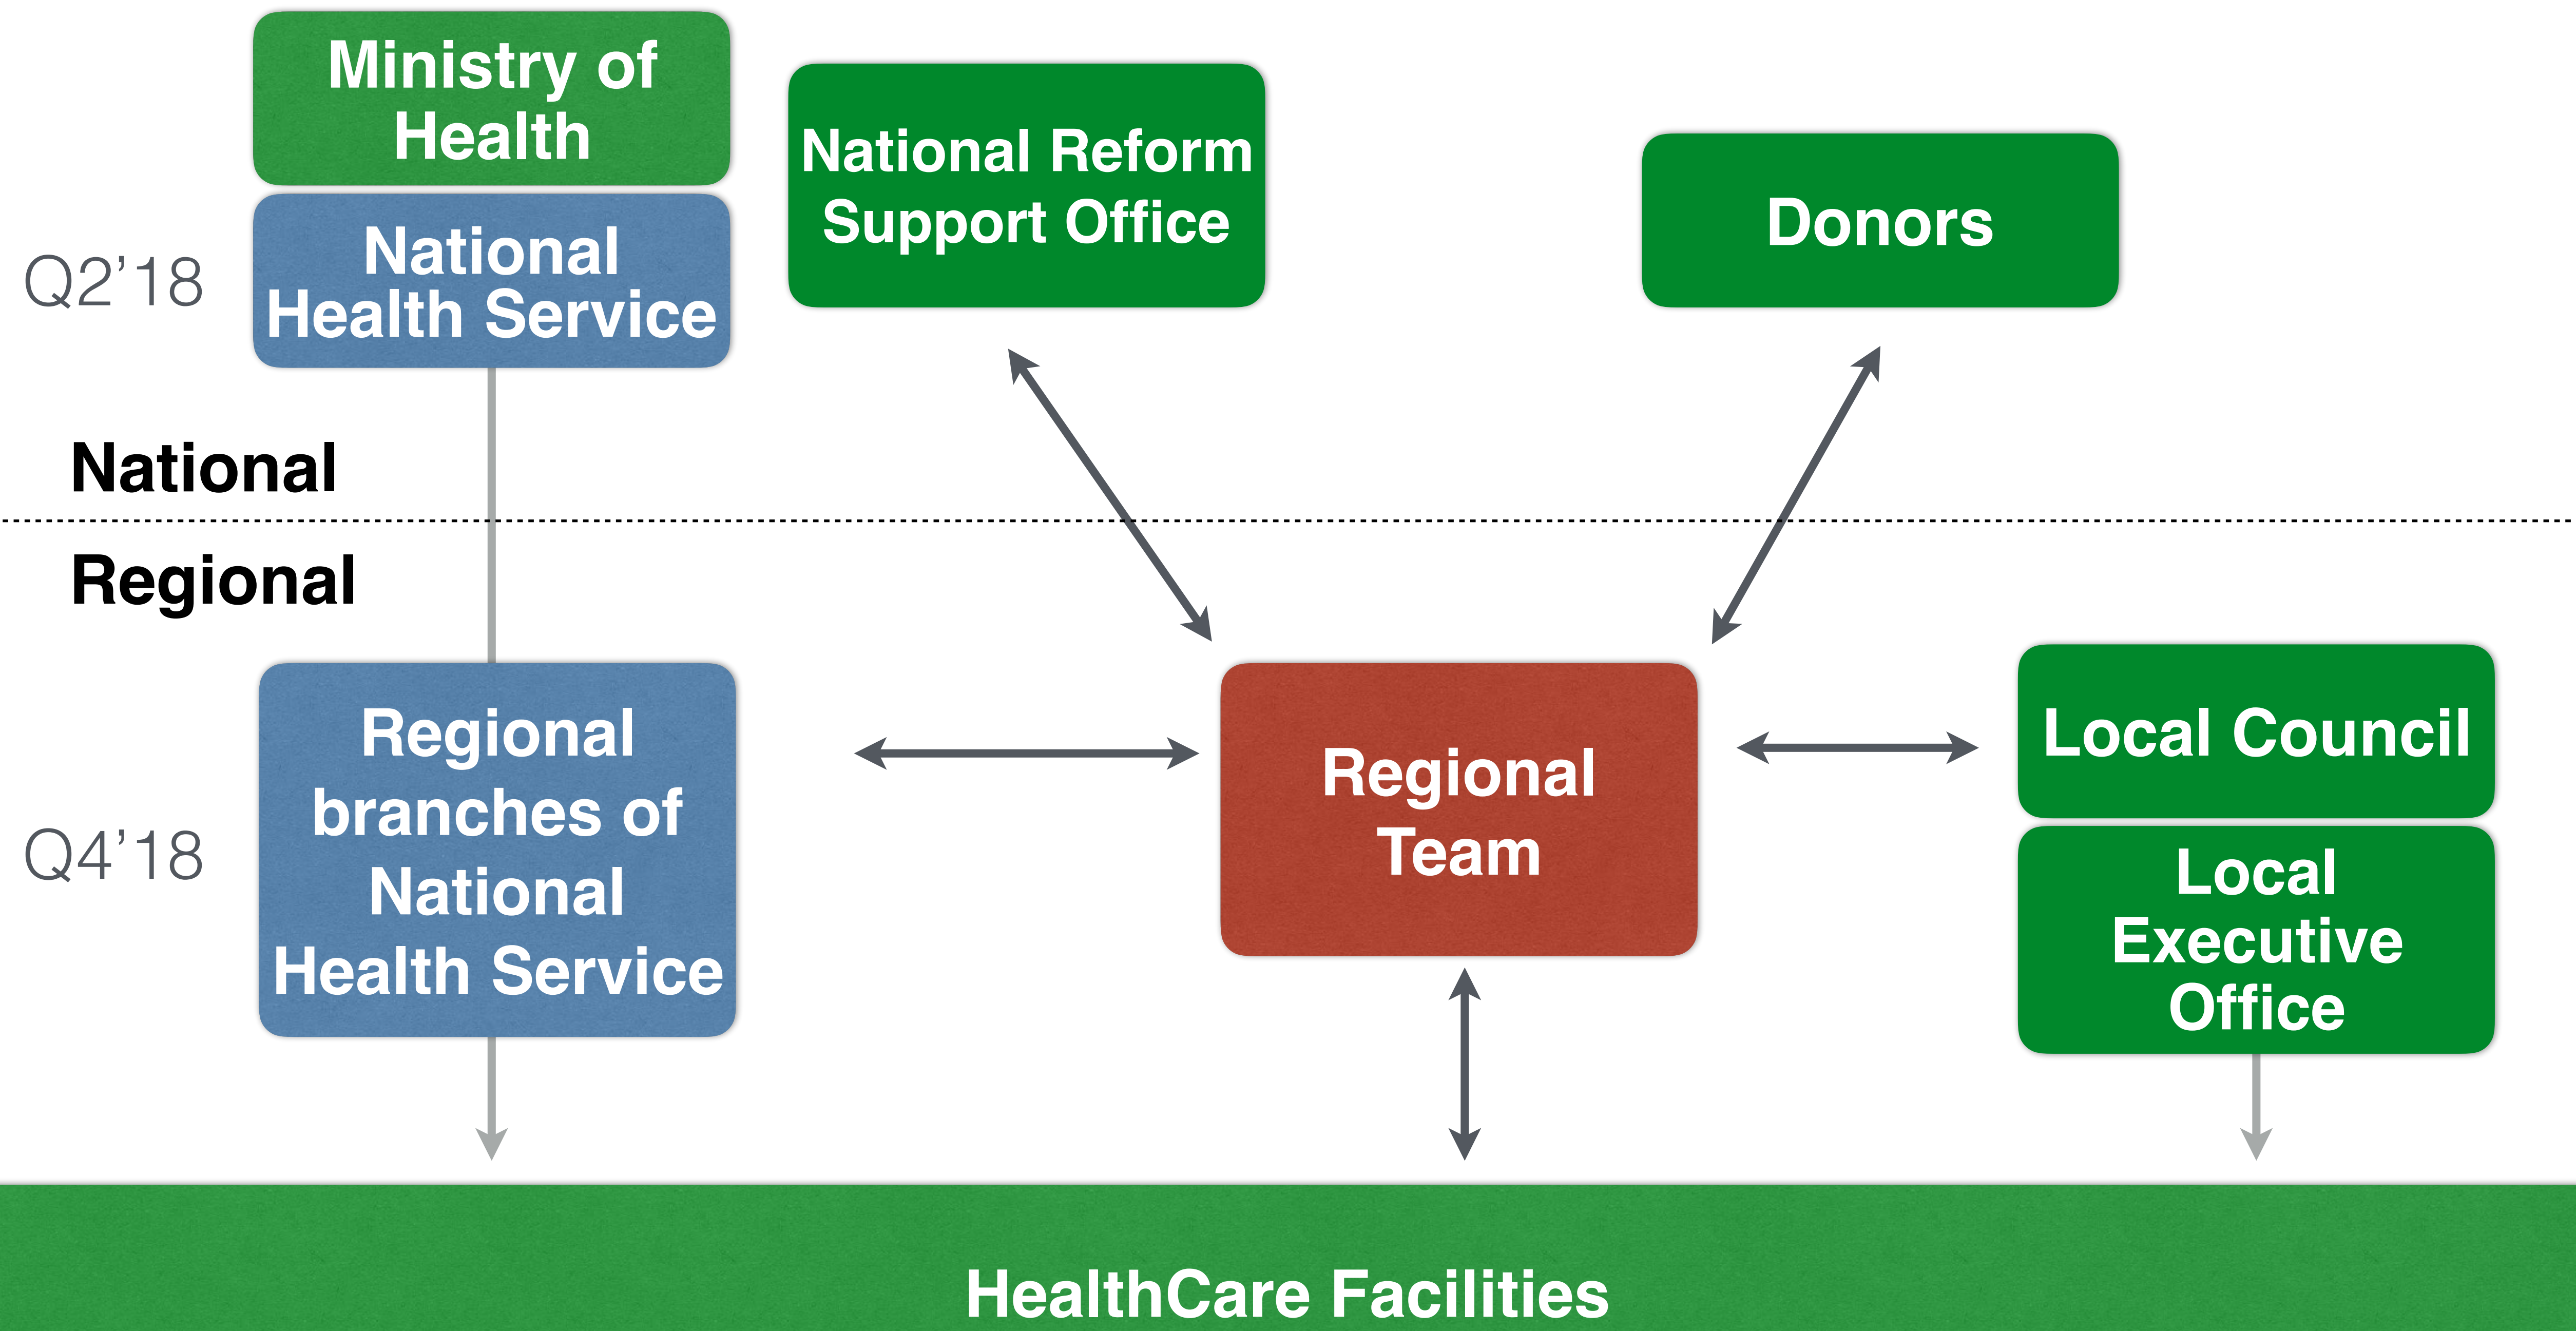 Ministry of
Health
National Reform
Support Office
Donors
Q2’18
National
Health Service
National
Regional
Regional
branches of
National
Health Service
Regional
Team
Local Council
Q4’18
Local
Executive
Office
HealthCare Facilities